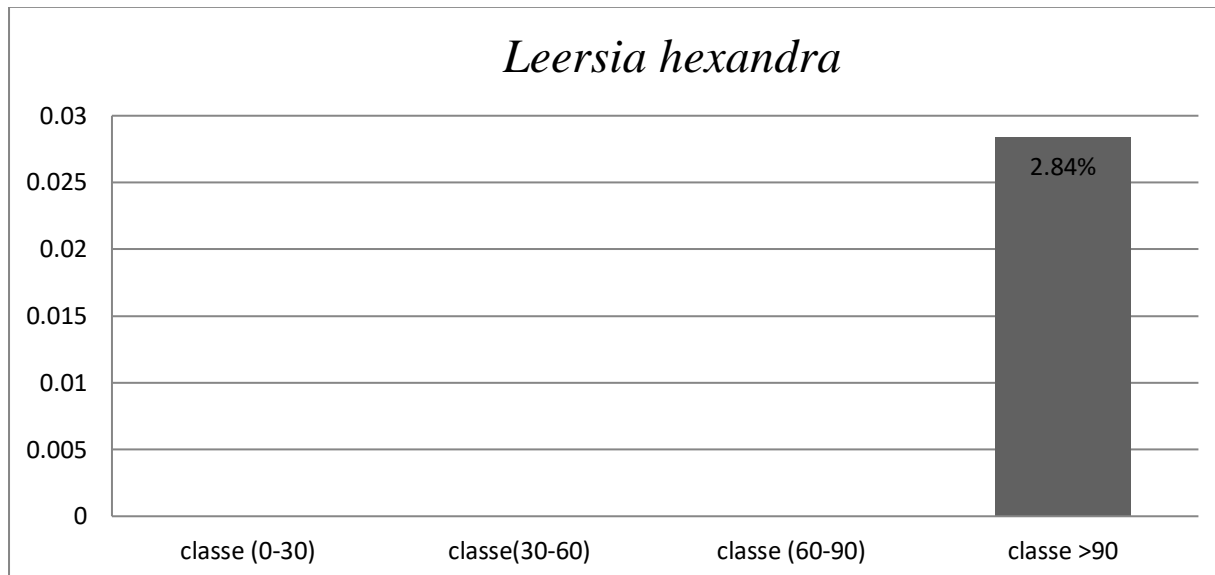 Leersia hexandra
0.03
0.025
0.02
0.015
0.01
0.005
0
2.84%
classe (0-30)
classe(30-60)
classe (60-90)
classe >90